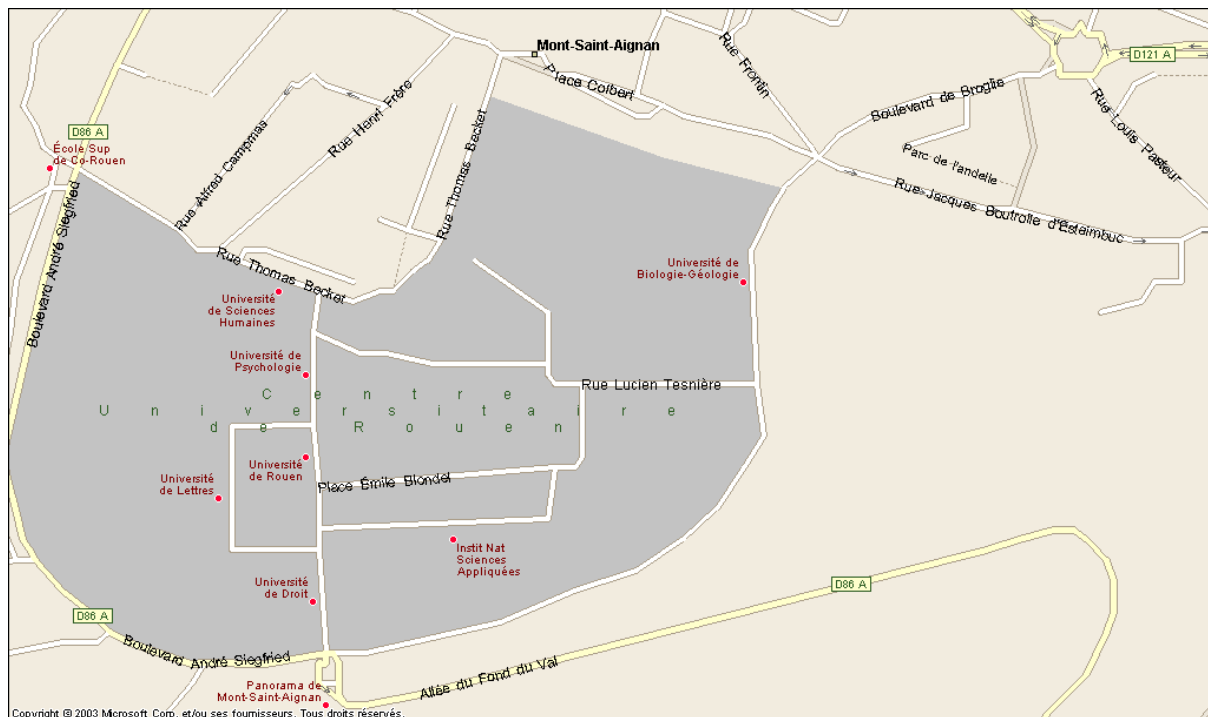 Mont-Saint-Aignan
Place Colbert
Rue Frontin
D121 A
Boulevard de Broglie
Rue Louis Pasteur
Parc de l'andelle
Rue Jacques Boutrolle d'Estaimbuc
D86 A
École Sup
de Co-Rouen
Rue Alfred Campmas
Rue Henri Frère
Rue Thomas Becket
Boulevard André Siegfried
Rue Thomas Becket
Université
de Sciences
Humaines
Université de
Biologie-Géologie
Université de
Psychologie
Rue Lucien Tesnière
Centre
Universitaire
de Rouen
Université
de Rouen
Université
de Lettres
Place Émile Blondel
Instit Nat
Sciences
Appliquées
Université
de Droit
D86 A
D86 A
Boulevard André Siegfried
Allée du Fond du Val
Panorama de
Mont-Saint-Aignan
Copyright © 2003 Microsoft Corp. et/ou ses fournisseurs. Tous droits réservés.